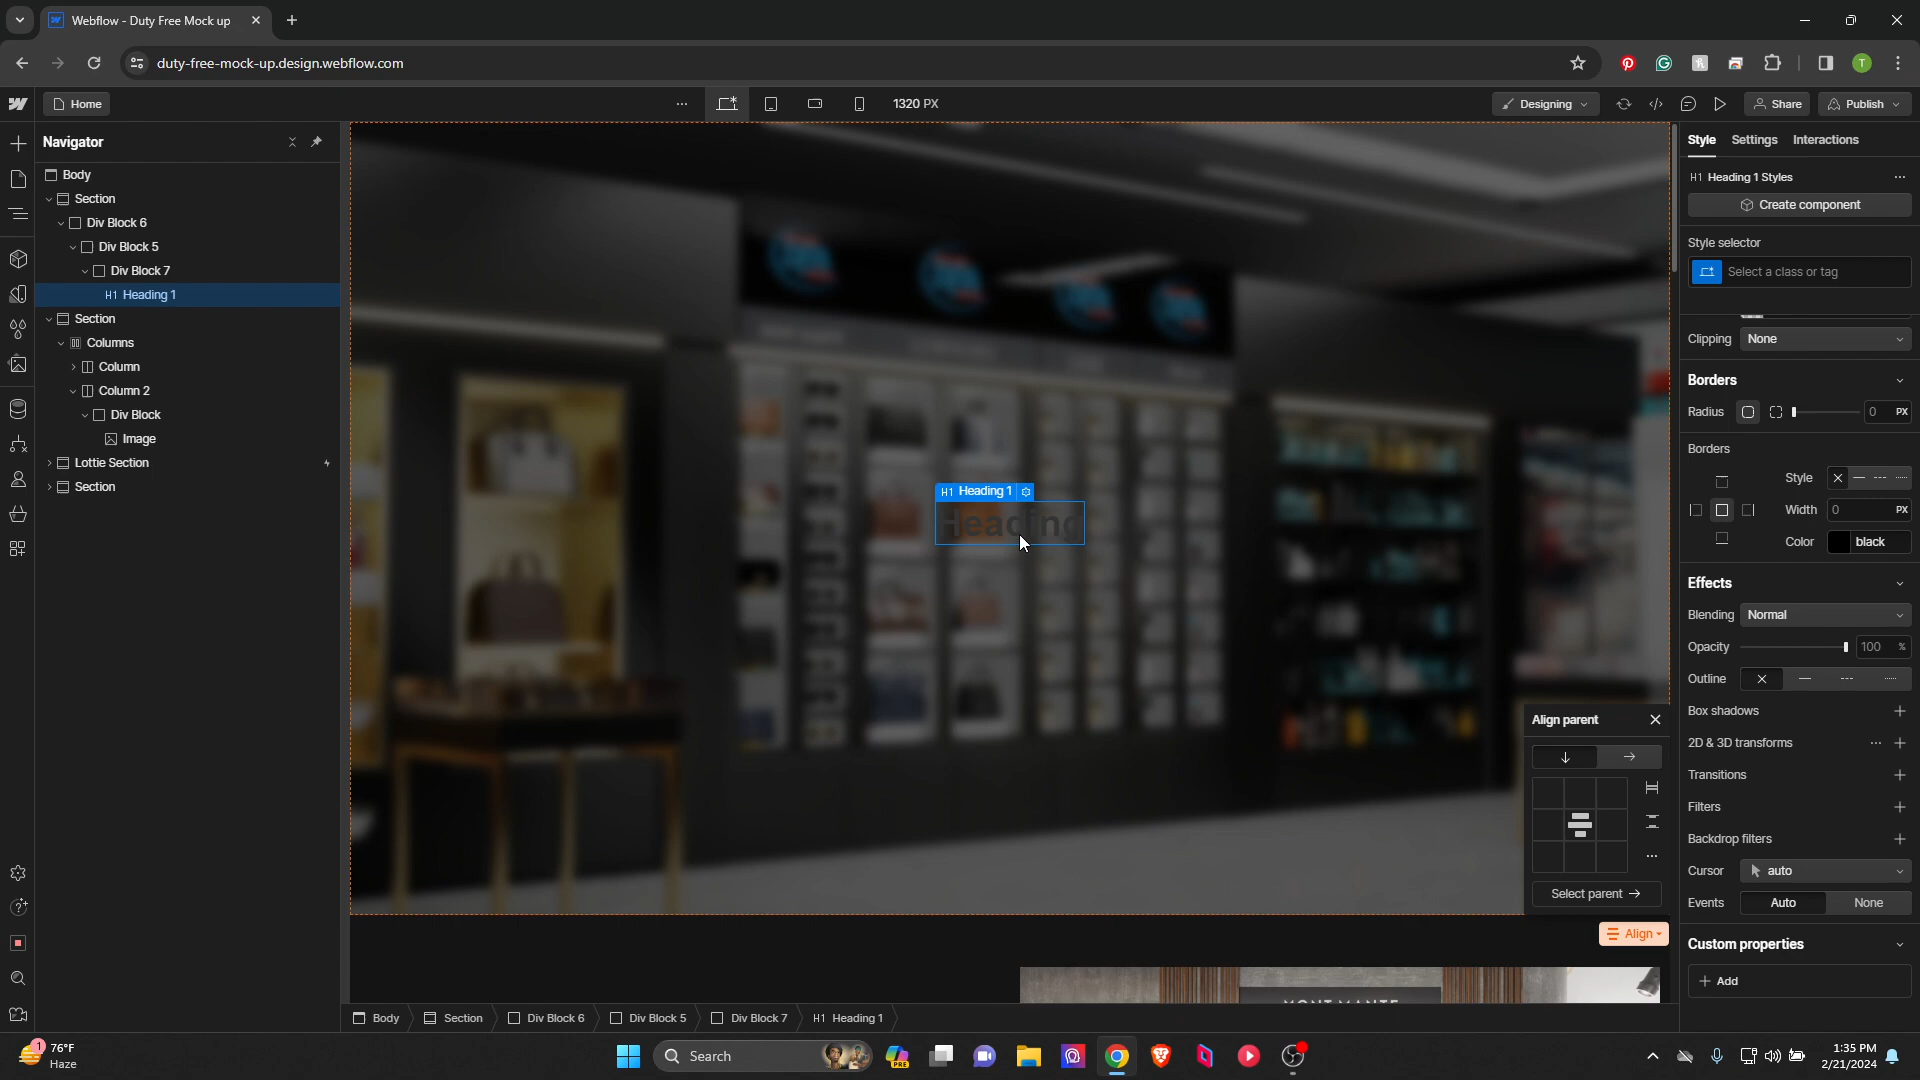 Webflow - Duty Free Mock up
duty-free-mock-up.design.webflow.com
Home
1320 PX
Designing
Share
Publish
Navigator
Body
Section
Div Block 6
Div Block 5
Div Block 7
H1 Heading 1
Section
Columns
Column
Column 2
Div Block
Image
Lottie Section
Section
H1 Heading 1
Heading
Align parent
Select parent
Align
MONT MANTE
Style Settings Interactions
H1 Heading 1 Styles
Create component
Style selector
Select a class or tag
Clipping None
Borders
Radius 0 PX
Borders
Style
Width 0 PX
Color black
Effects
Blending Normal
Opacity 100 %
Outline
Box shadows
2D & 3D transforms
Transitions
Filters
Backdrop filters
Cursor auto
Events Auto None
Custom properties
Add
Body Section Div Block 6 Div Block 5 Div Block 7 H1 Heading 1
1
76°F
Haze
Search
PRE
1:35 PM
2/21/2024
T